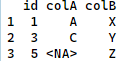 id colA colB
1 1 A X
2 3 C Y
3 5 <NA> Z